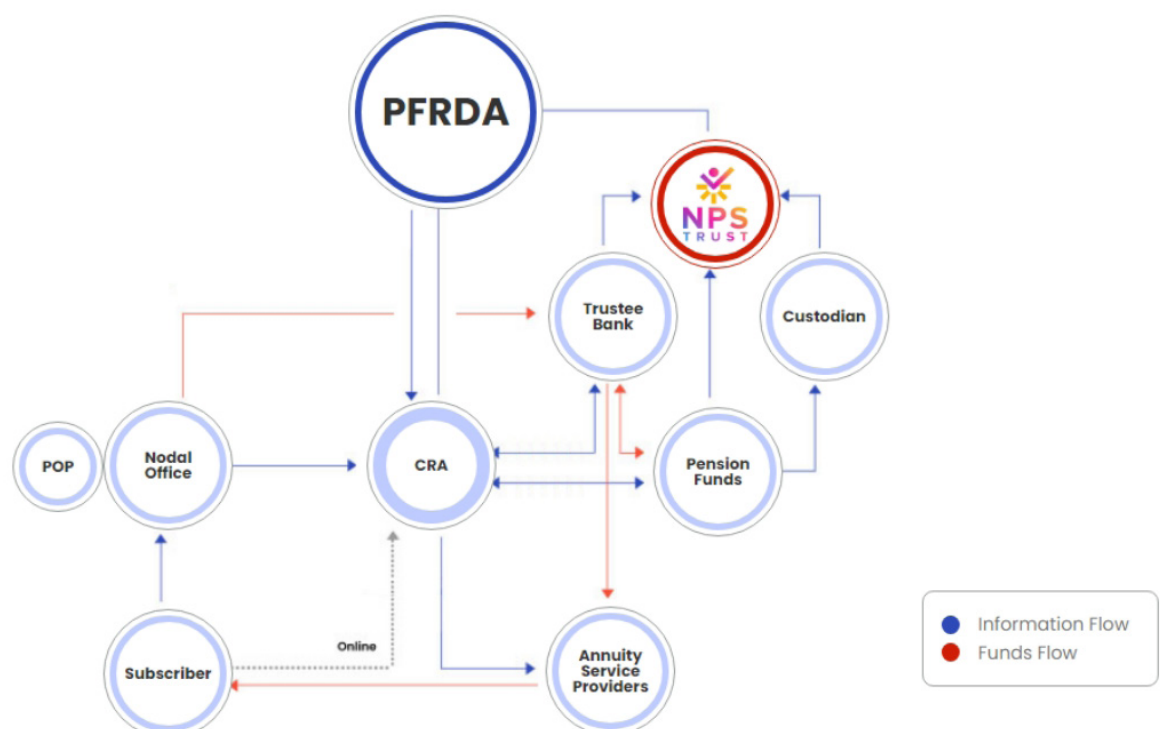 PFRDA
NPS
TRUST
Trustee
Bank
Custodian
POP
Nodal
Office
CRA
Pension
Funds
Online
Subscriber
Annuity
Service
Providers
Information Flow
Funds Flow